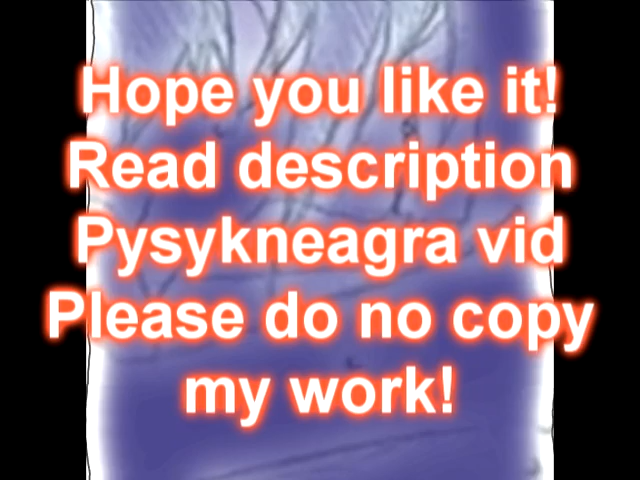 Hope you like it!
Read description
Pysykneagra vid
Please do no copy
my work!